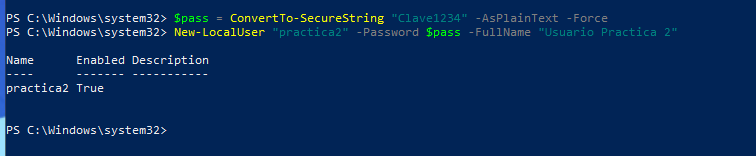 PS C:\Windows\system32> $pass = ConvertTo-SecureString "Clave1234" -AsPlainText -Force
PS C:\Windows\system32> New-LocalUser "practica2" -Password $pass -FullName "Usuario Practica 2"
Name      Enabled Description
----      ------- -----------
practica2 True
PS C:\Windows\system32>